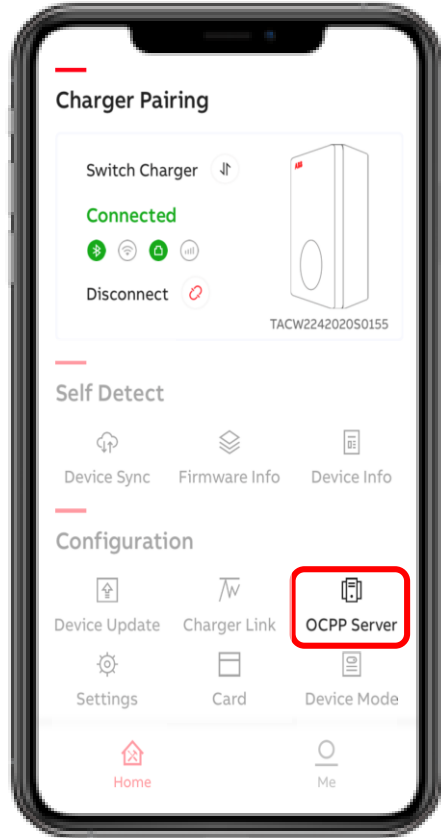 Charger Pairing
Switch Charger
ABB
Connected
Disconnect
TACW2242020S0155
Self Detect
Device Sync Firmware Info Device Info
Configuration
Device Update Charger Link OCPP Server
Settings Card Device Mode
Home Me